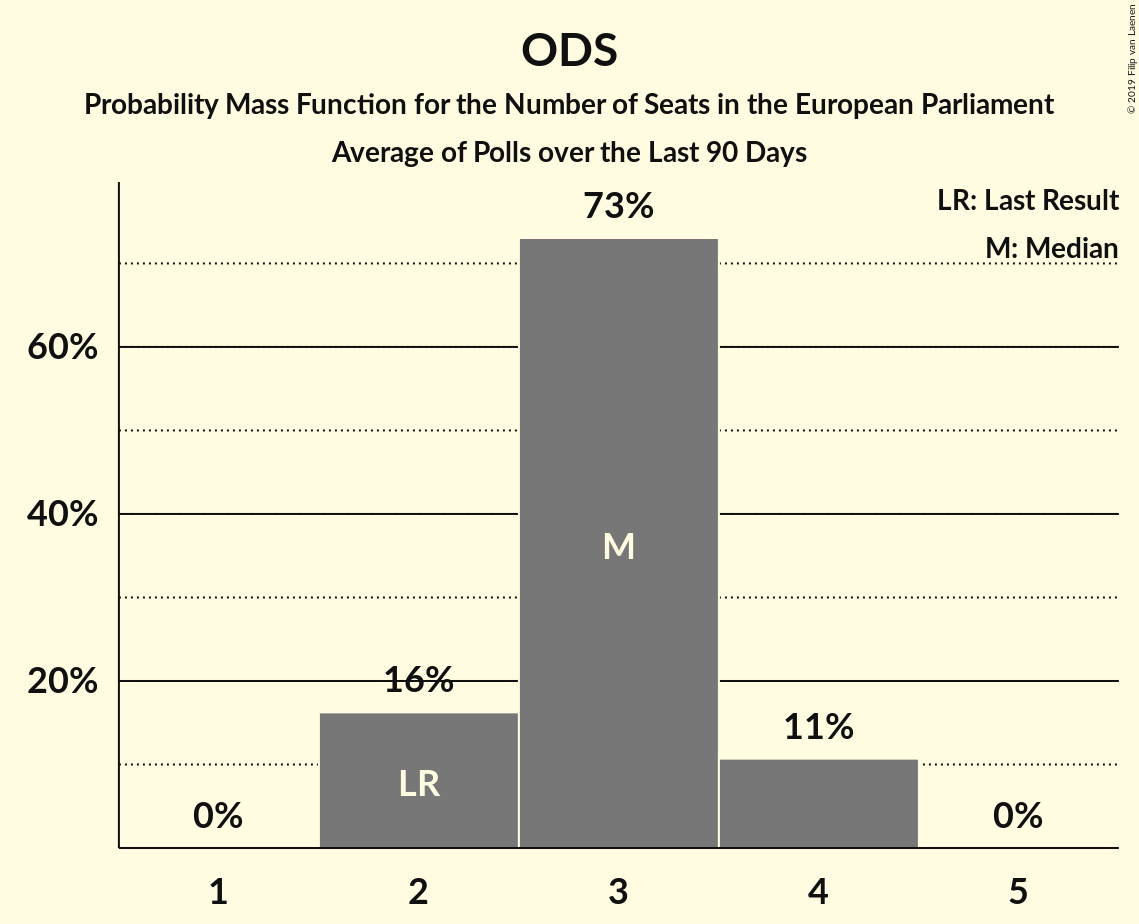 ODS
Probability Mass Function for the Number of Seats in the European Parliament
Average of Polls over the Last 90 Days
© 2019 Filip van Laenen
LR: Last Result
M: Median
73%
60%
40%
M
20%
16%
11%
LR
0%
0%
1 2 3 4 5